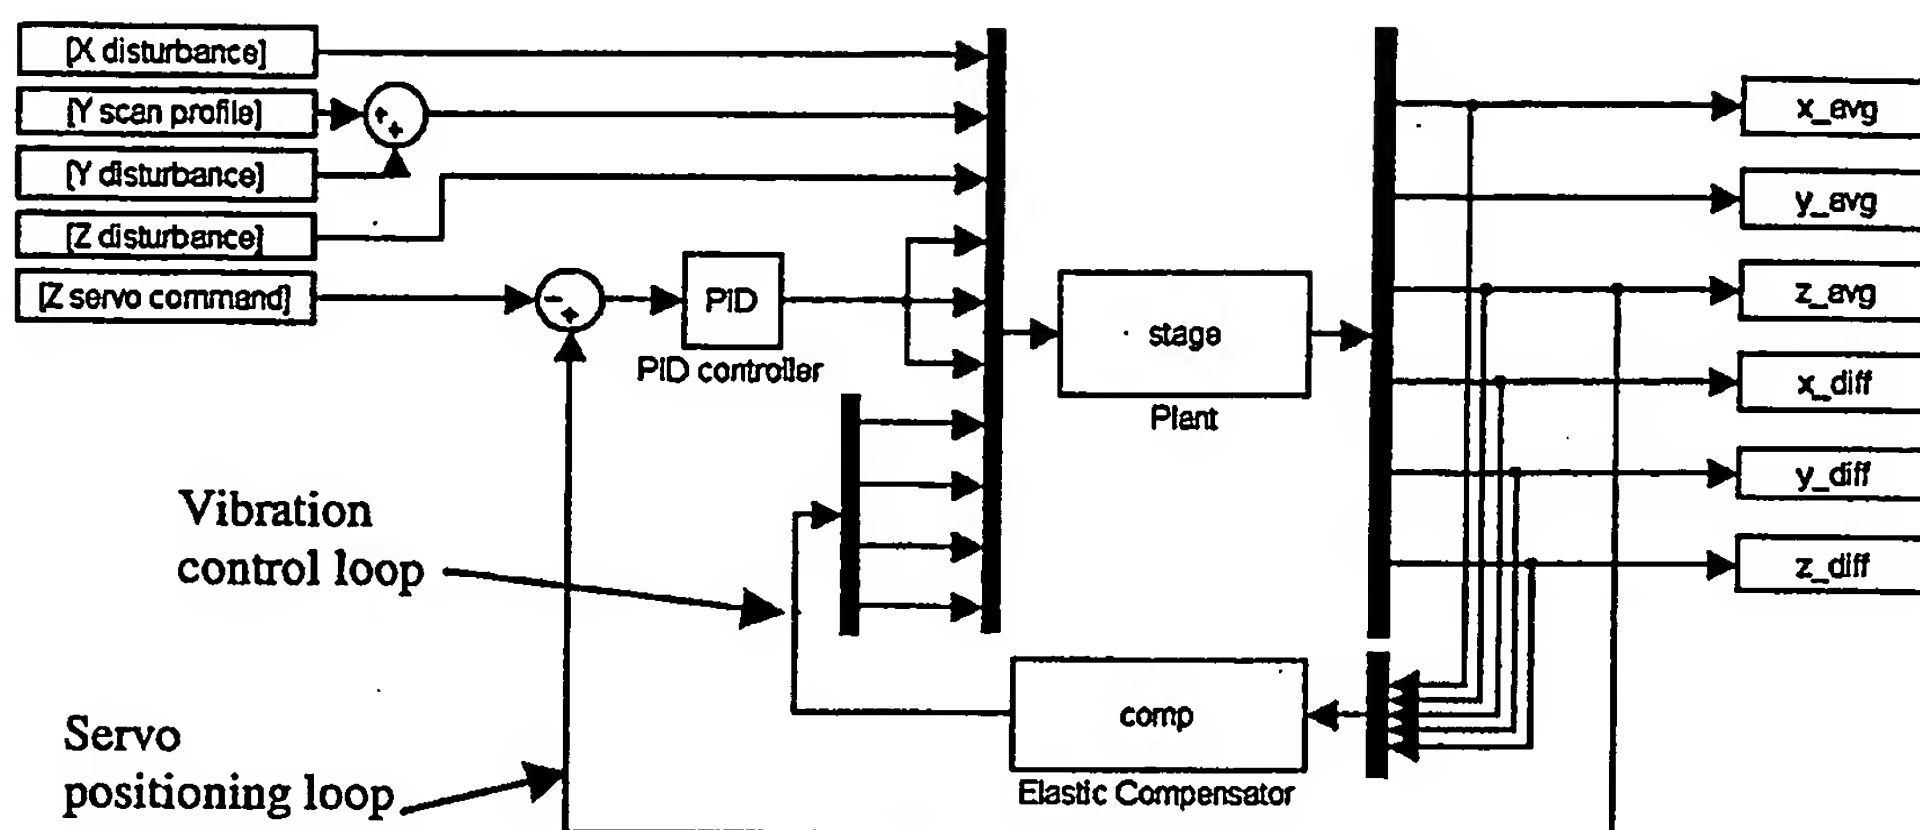 [X disturbance]
[Y scan profile]
[Y disturbance]
[Z disturbance]
[Z servo command]
+
+
-
+
PID
PID controller
stage
Plant
x_avg
y_avg
z_avg
x_diff
y_diff
z_diff
Vibration
control loop
comp
Elastic Compensator
Servo
positioning loop